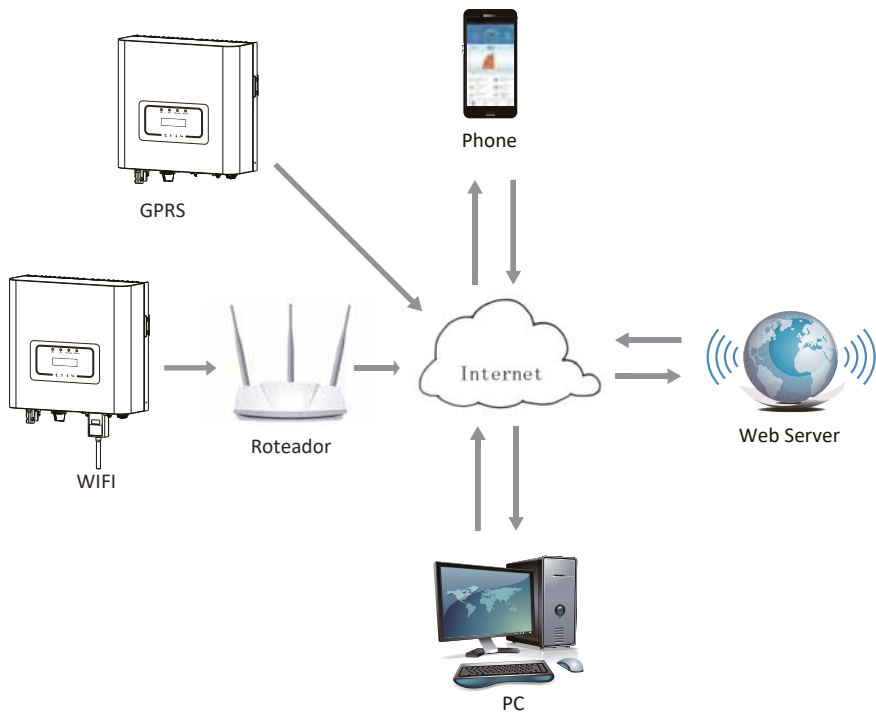 Phone
GPRS
Internet
Web Server
Roteador
WIFI
PC